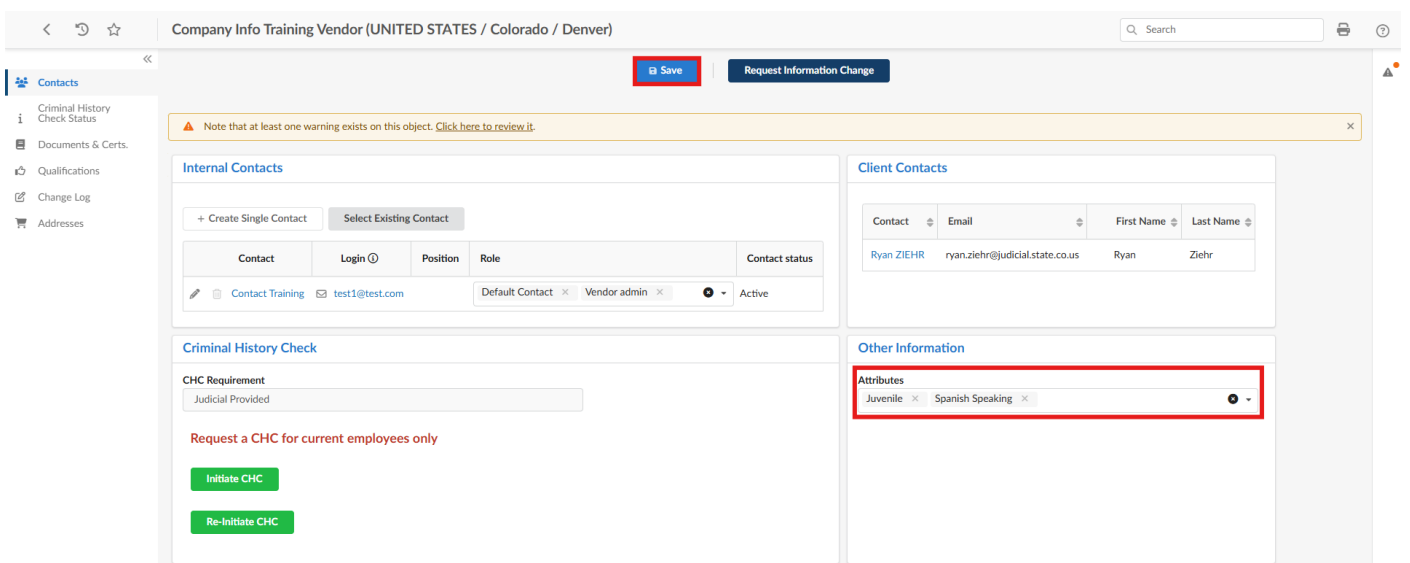 Company Info Training Vendor (UNITED STATES / Colorado / Denver)
Search
Save
Request Information Change
Contacts
Criminal History
Check Status
Documents & Certs.
Qualifications
Change Log
Addresses
Note that at least one warning exists on this object. Click here to review it.
Internal Contacts
+ Create Single Contact
Select Existing Contact
Contact Login Position Role Contact status
Contact Training test1@test.com Default Contact × Vendor admin × Active
Client Contacts
Contact Email First Name Last Name
Ryan ZIEHR ryan.ziehr@judicial.state.co.us Ryan Ziehr
Criminal History Check
CHC Requirement
Judicial Provided
Request a CHC for current employees only
Initiate CHC
Re-Initiate CHC
Other Information
Attributes
Juvenile × Spanish Speaking ×